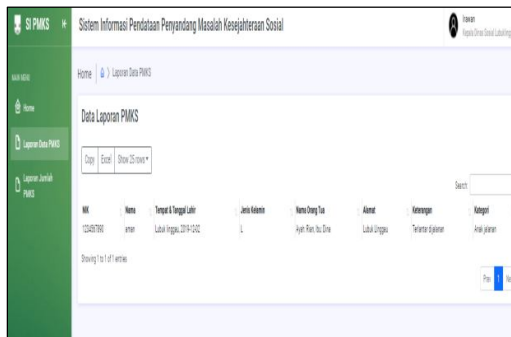 SI PMKS
Sistem Informasi Pendataan Penyandang Masalah Kesejahteraan Sosial
Irawan
Kepala Dinas Sosial
MAIN MENU
Home
Laporan Data PMKS
Laporan Jumlah
PMKS
Home
Laporan Data PMKS
Data Laporan PMKS
Copy Excel Show 25 rows
Search:
NIK Nama Tempat & Tanggal Lahir Jenis Kelamin Nama Orang Tua Alamat Keterangan Kategori
1234567890 aman Lubuk linggau, 2019-12-02 L Ayah: Rian, Ibu: Dina Lubuk Linggau Terlantar dijalanan Anak jalanan
Showing 1 to 1 of 1 entries
Prev 1